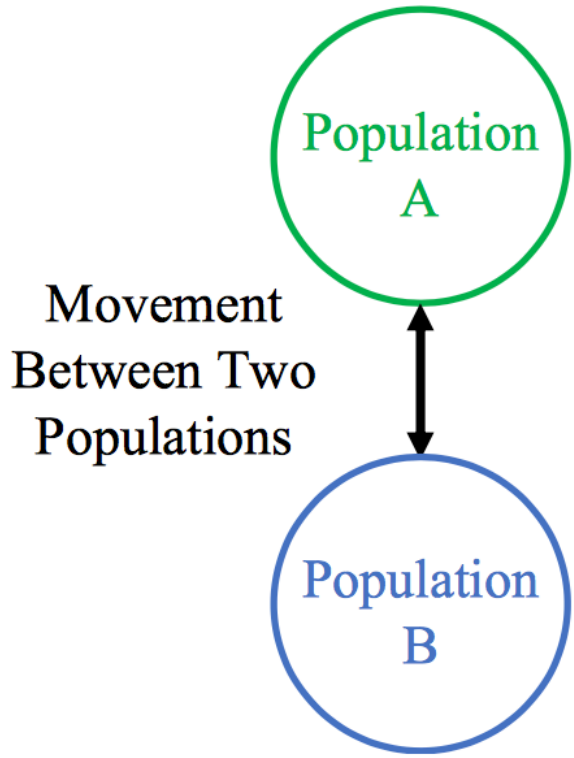 Population
A
Movement
Between Two
Populations
Population
B